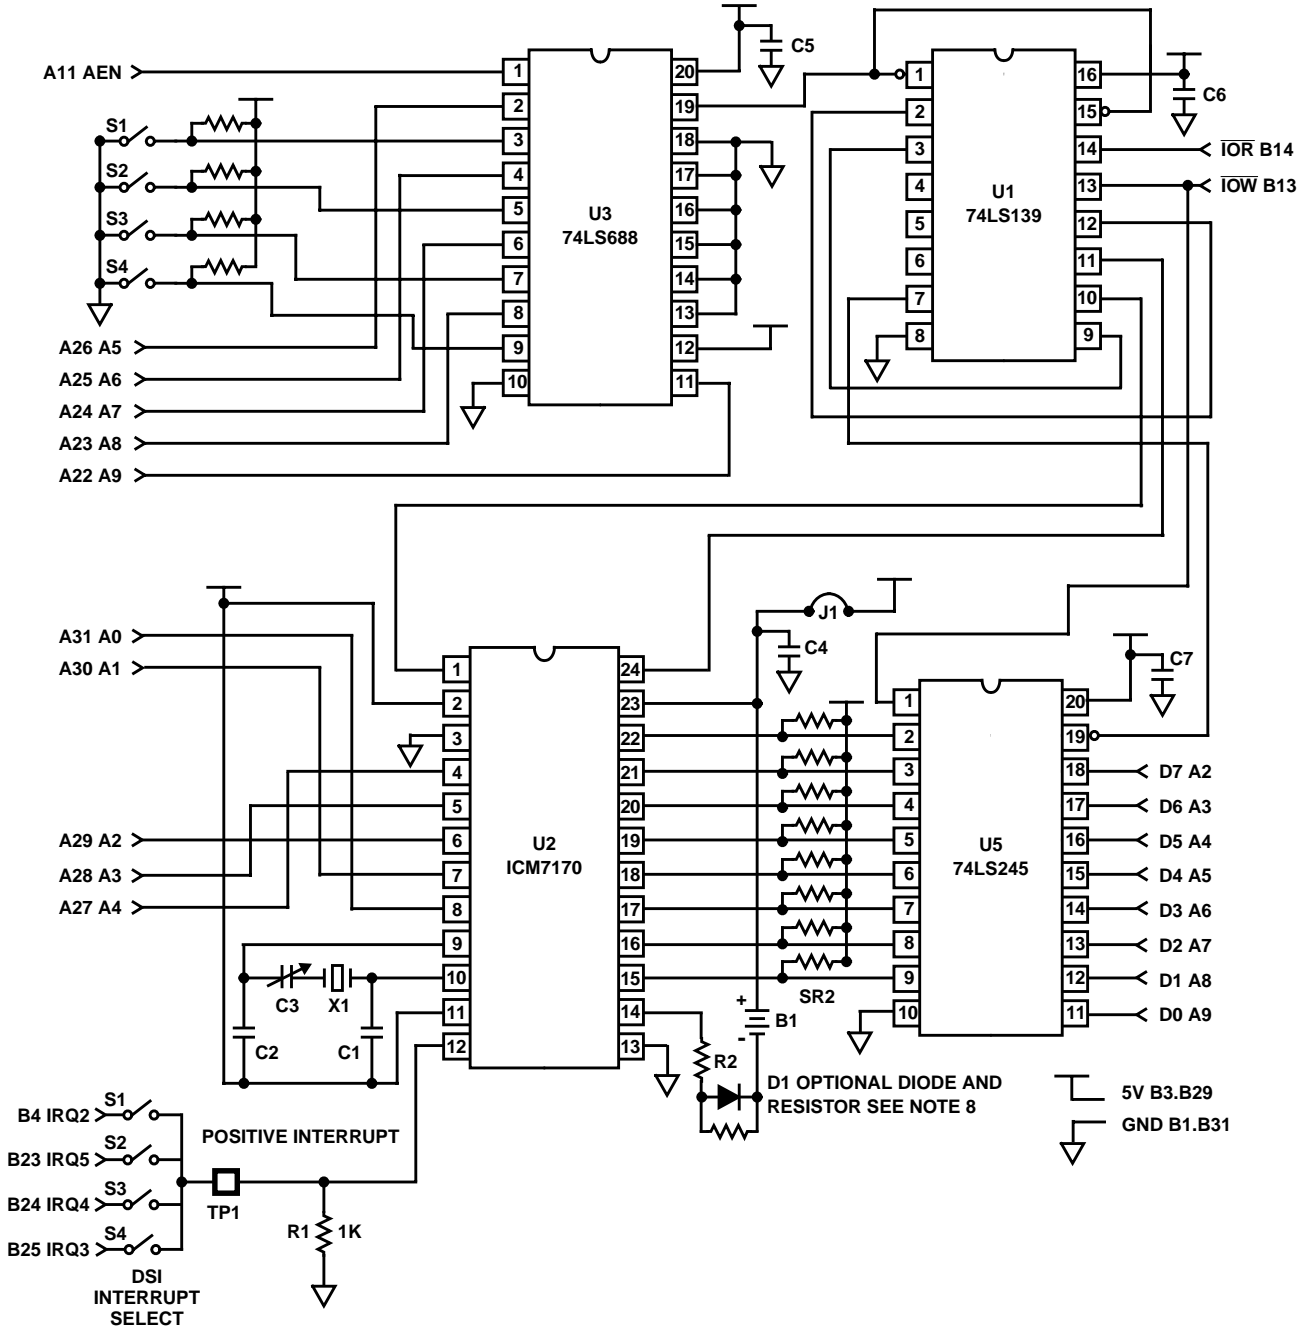 A11 AEN
S1
S2
S3
S4
A26 A5
A25 A6
A24 A7
A23 A8
A22 A9
1
2
3
4
5
6
7
8
9
10
U3
74LS688
20
19
18
17
16
15
14
13
12
11
C5
1
2
3
4
5
6
7
8
U1
74LS139
16
15
14
13
12
11
10
9
C6
IOR B14
IOW B13
A31 A0
A30 A1
A29 A2
A28 A3
A27 A4
1
2
3
4
5
6
7
8
9
10
11
12
U2
ICM7170
24
23
22
21
20
19
18
17
16
15
14
13
C3
X1
C2
C1
J1
C4
SR2
+
B1
-
R2
D1 OPTIONAL DIODE AND
RESISTOR SEE NOTE 8
1
2
3
4
5
6
7
8
9
10
U5
74LS245
20
19
18
17
16
15
14
13
12
11
C7
D7 A2
D6 A3
D5 A4
D4 A5
D3 A6
D2 A7
D1 A8
D0 A9
5V B3.B29
GND B1.B31
B4 IRQ2
S1
B23 IRQ5
S2
B24 IRQ4
S3
B25 IRQ3
S4
POSITIVE INTERRUPT
TP1
R1
1K
DSI
INTERRUPT
SELECT